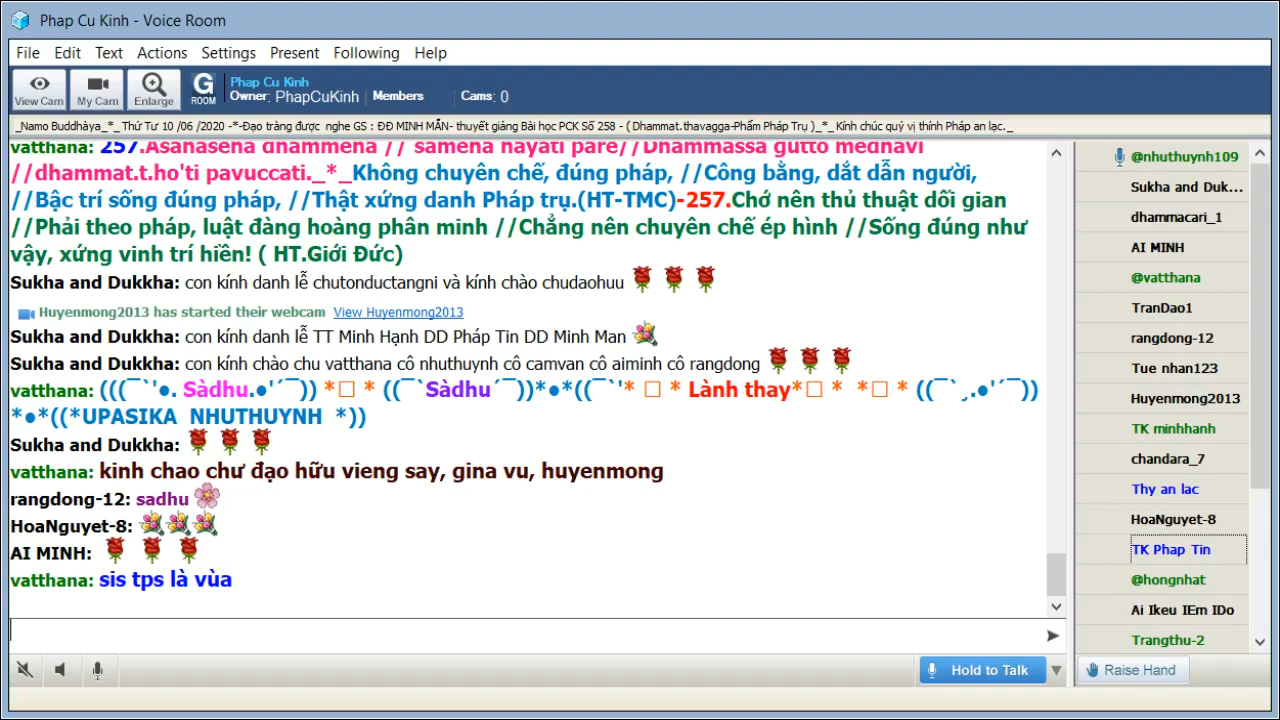 Phap Cu Kinh - Voice Room
File Edit Text Actions Settings Present Following Help
View Cam My Cam Enlarge G ROOM
Phap Cu Kinh
Owner: PhapCuKinh Members Cams: 0
_Namo Buddhàya_*_ Thứ Tư 10 /06 /2020 -*-Đạo tràng được nghe GS : ĐĐ MINH MẪN- thuyết giảng Bài học PCK Số 258 - ( Dhammat.thavagga-Phẩm Pháp Trụ )_*_ Kính chúc quý vị thính Pháp an lạc._
vatthana: 257.Asāhasena dhammena // samena nayatī pare//Dhammassa gutto medhāvī
//dhammat.t.ho'ti pavuccati._*_Không chuyên chế, đúng pháp, //Công bằng, dắt dẫn người,
//Bậc trí sống đúng pháp, //Thật xứng danh Pháp trụ.(HT-TMC)-257.Chớ nên thủ thuật dối gian
//Phải theo pháp, luật đàng hoàng phân minh //Chẳng nên chuyên chế ép hình //Sống đúng như
vậy, xứng vinh trí hiền! ( HT.Giới Đức)
Sukha and Dukkha: con kính danh lễ chutonductangni và kính chào chudaohuu
Huyenmong2013 has started their webcam View Huyenmong2013
Sukha and Dukkha: con kính danh lễ TT Minh Hạnh DD Pháp Tin DD Minh Man
Sukha and Dukkha: con kính chào chu vatthana cô nhuthuynh cô camvan cô aiminh cô rangdong
vatthana: (((¯`'●. Sàdhu.●'´¯)) *□ * ((¯`Sàdhu´¯))*●*((¯`'* □ * Lành thay*□ * *□ * ((¯`¸.●'´¯))
*●*((*UPASIKA NHUTHUYNH *))
Sukha and Dukkha:
vatthana: kinh chao chư đạo hữu vieng say, gina vu, huyenmong
rangdong-12: sadhu
HoaNguyet-8:
AI MINH:
vatthana: sis tps là vùa
Hold to Talk
@nhuthuynh109
Sukha and Duk...
dhammacari_1
AI MINH
@vatthana
TranDao1
rangdong-12
Tue nhan123
Huyenmong2013
TK minhhanh
chandara_7
Thy an lac
HoaNguyet-8
TK Phap Tin
@hongnhat
Ai Ikeu IEm IDo
Trangthu-2
Raise Hand